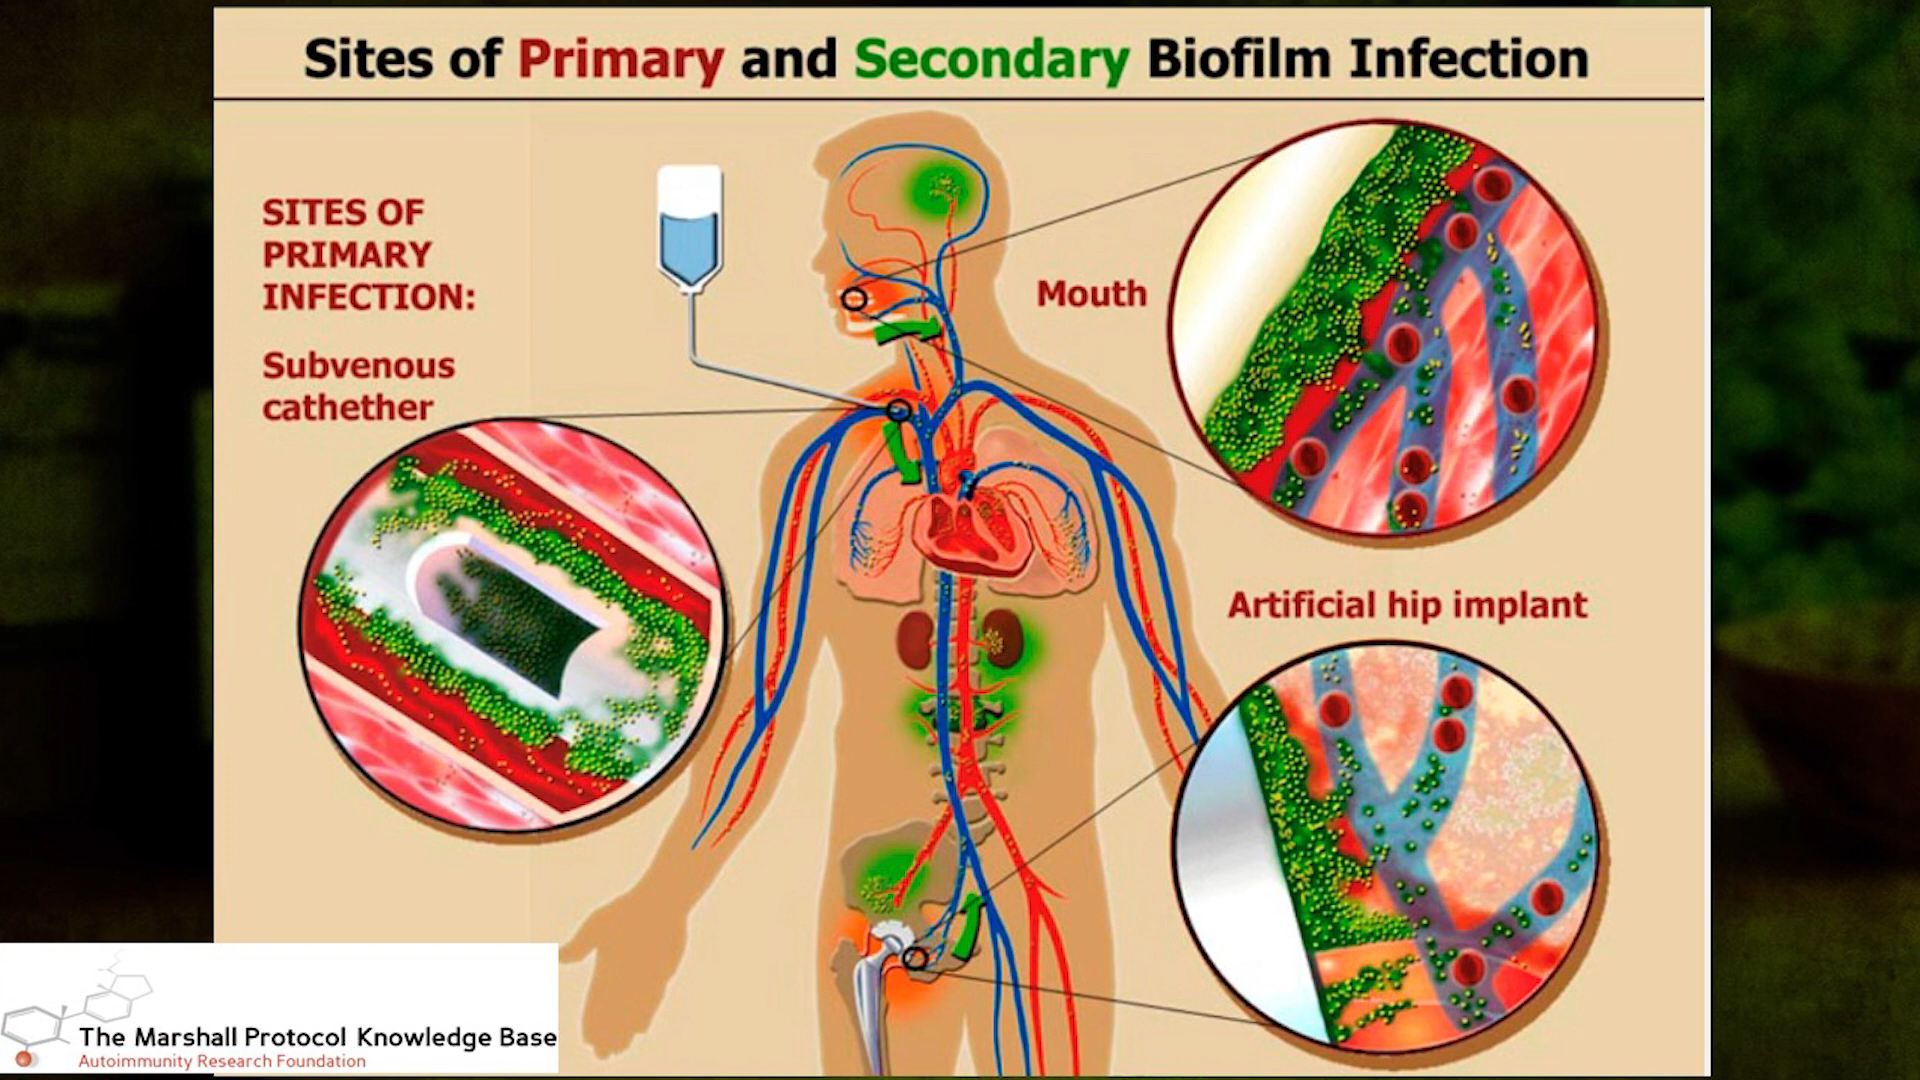 Sites of Primary and Secondary Biofilm Infection
SITES OF
PRIMARY
INFECTION:
Subvenous
cathether
Mouth
Artificial hip implant
The Marshall Protocol Knowledge Base
Autoimmunity Research Foundation